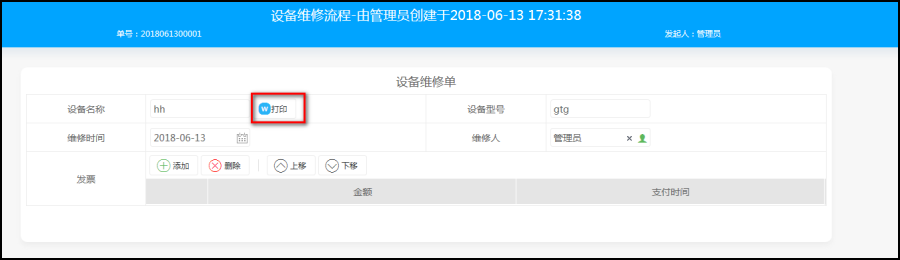 设备维修流程-由管理员创建于2018-06-13 17:31:38
单号：2018061300001 发起人：管理员
设备维修单
设备名称 hh W 打印 设备型号 gtg
维修时间 2018-06-13 维修人 管理员 ×
发票 添加 删除 上移 下移
金额 支付时间